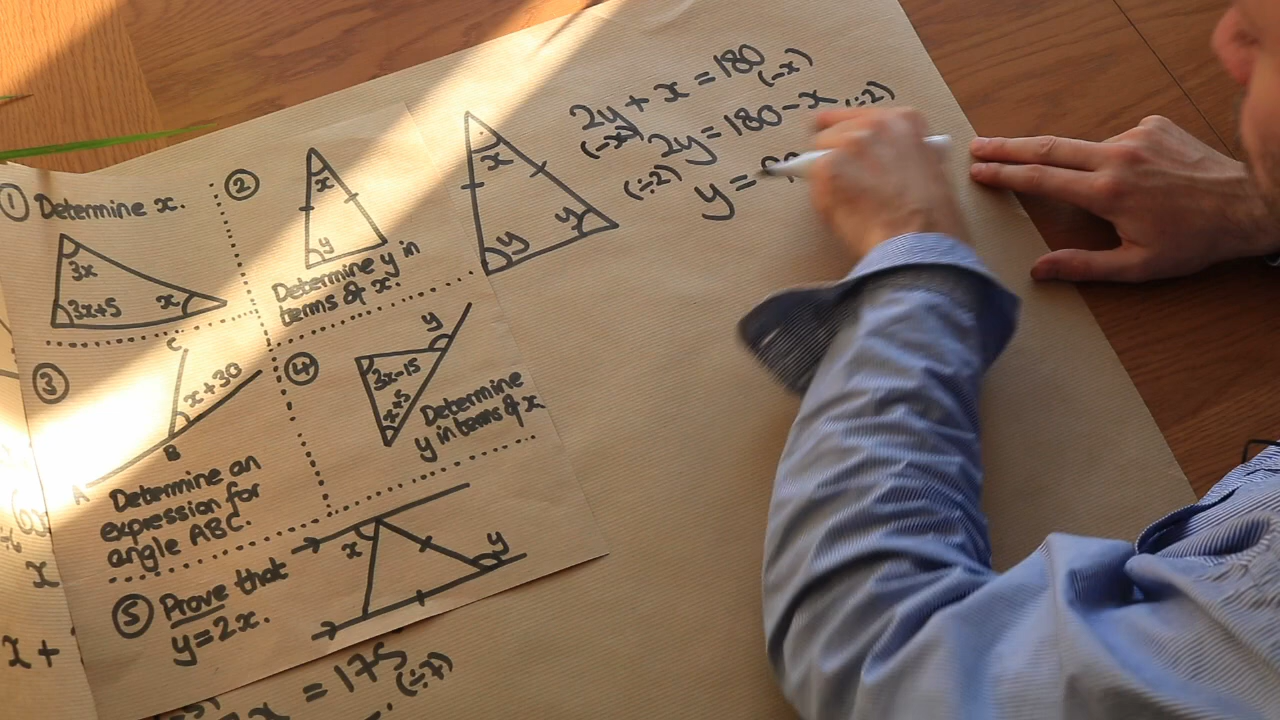 ① Determine x.
3x
3x+5
x
②
x
y
Determine y in
terms of x.
③
C
x+30
B
A
Determine an
expression for
angle ABC.
④
y
3x-15
x+5
Determine
y in terms of x
⑤ Prove that
y=2x.
x
y
x
y
y
2y + x = 180
(-x) (-x)
2y = 180 - x
(÷2) (÷2)
y =
x
x +
= 175
(÷7)